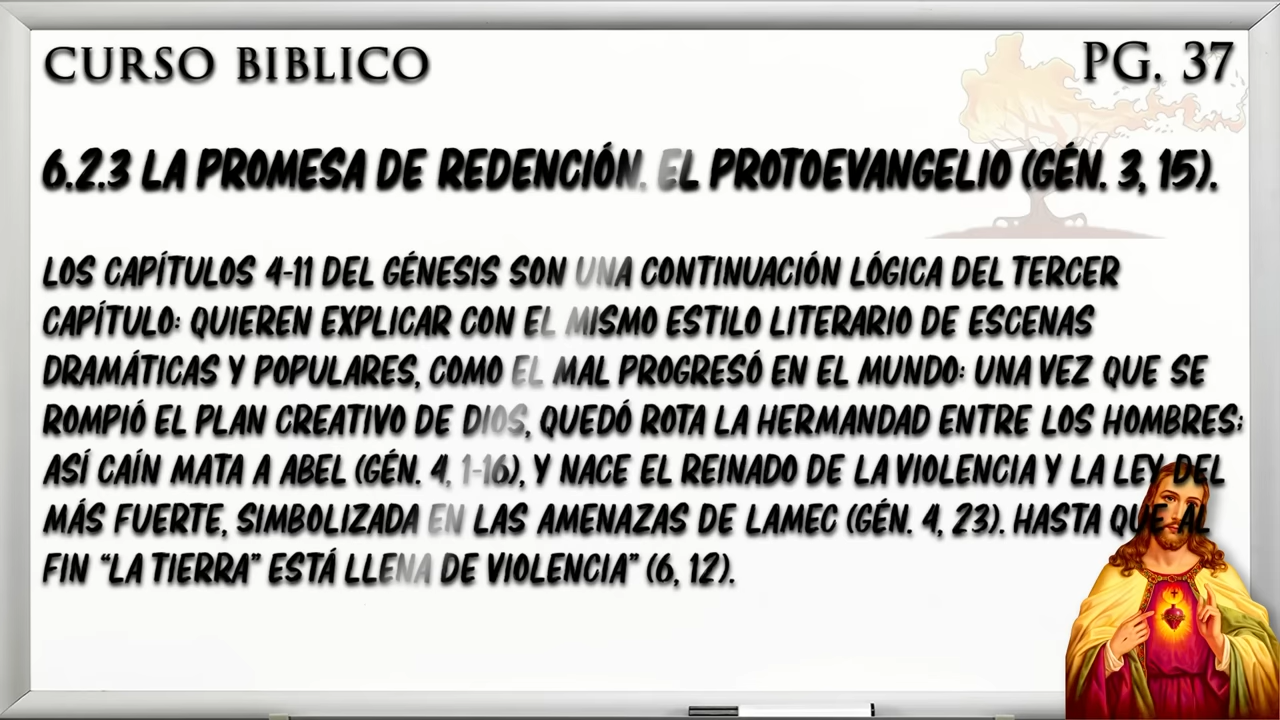 CURSO BIBLICO
PG. 37
6.2.3 LA PROMESA DE REDENCIÓN. EL PROTOEVANGELIO (GÉN. 3, 15).
LOS CAPÍTULOS 4-11 DEL GÉNESIS SON UNA CONTINUACIÓN LÓGICA DEL TERCER
CAPÍTULO: QUIEREN EXPLICAR CON EL MISMO ESTILO LITERARIO DE ESCENAS
DRAMÁTICAS Y POPULARES, COMO EL MAL PROGRESÓ EN EL MUNDO: UNA VEZ QUE SE
ROMPIÓ EL PLAN CREATIVO DE DIOS, QUEDÓ ROTA LA HERMANDAD ENTRE LOS HOMBRES;
ASÍ CAÍN MATA A ABEL (GÉN. 4, 1-16), Y NACE EL REINADO DE LA VIOLENCIA Y LA LEY DEL
MÁS FUERTE, SIMBOLIZADA EN LAS AMENAZAS DE LAMEC (GÉN. 4, 23). HASTA QUE AL
FIN “LA TIERRA” ESTÁ LLENA DE VIOLENCIA” (6, 12).